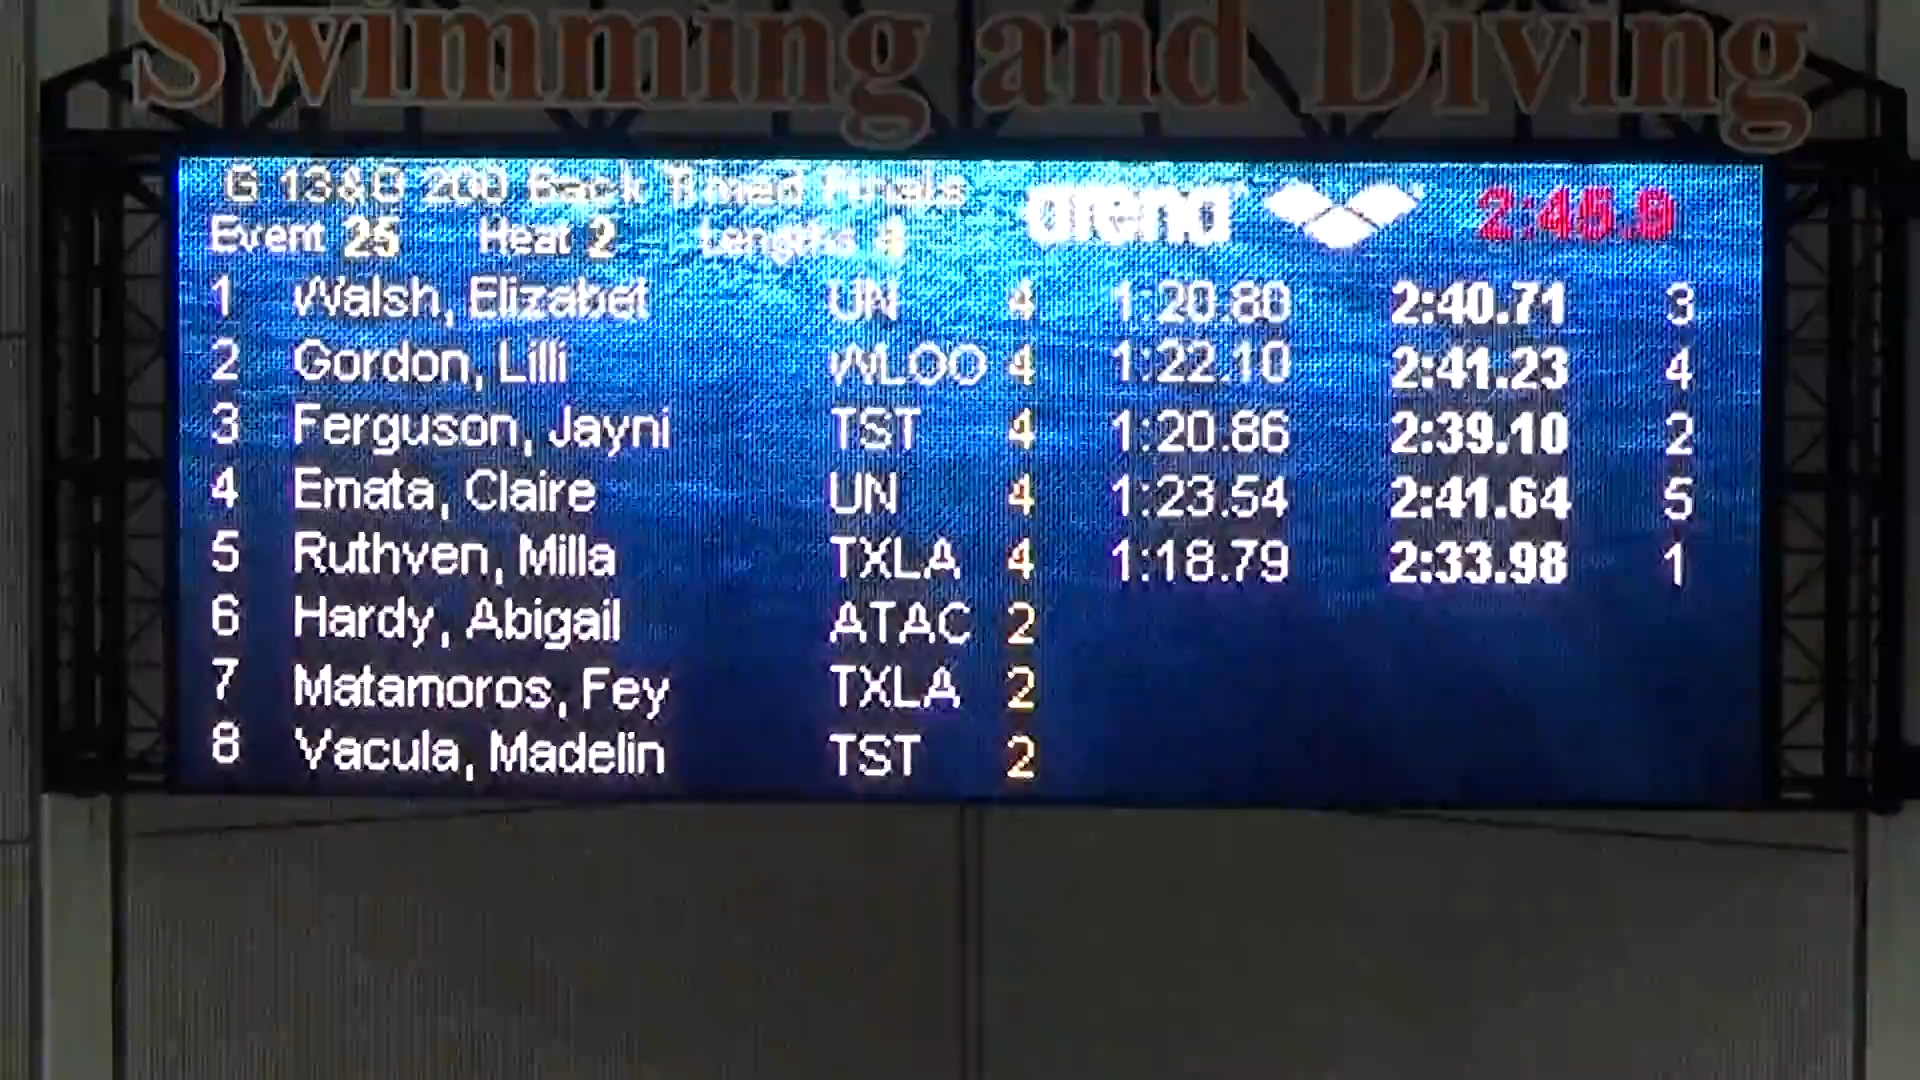 Swimming and Diving
G 13&O 200 Back Timed Finals
arena 2:45.9
Event 25 Heat 2 Lengths 4
1 Walsh, Elizabet UN 4 1:20.80 2:40.71 3
2 Gordon, Lilli WLOO 4 1:22.10 2:41.23 4
3 Ferguson, Jayni TST 4 1:20.86 2:39.10 2
4 Emata, Claire UN 4 1:23.54 2:41.64 5
5 Ruthven, Milla TXLA 4 1:18.79 2:33.98 1
6 Hardy, Abigail ATAC 2
7 Matamoros, Fey TXLA 2
8 Vacula, Madelin TST 2